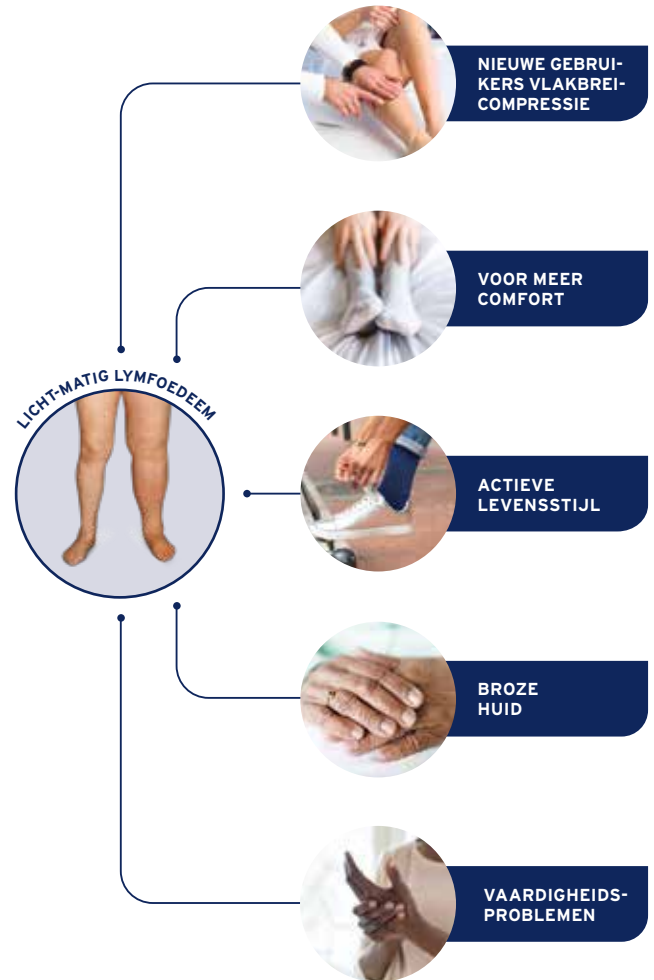 NIEUWE GEBRUI-
KERS VLAKBREI-
COMPRESSIE
VOOR MEER
COMFORT
LICHT-MATIG LYMFOEDEEM
ACTIEVE
LEVENSSTIJL
BROZE
HUID
VAARDIGHEIDS-
PROBLEMEN